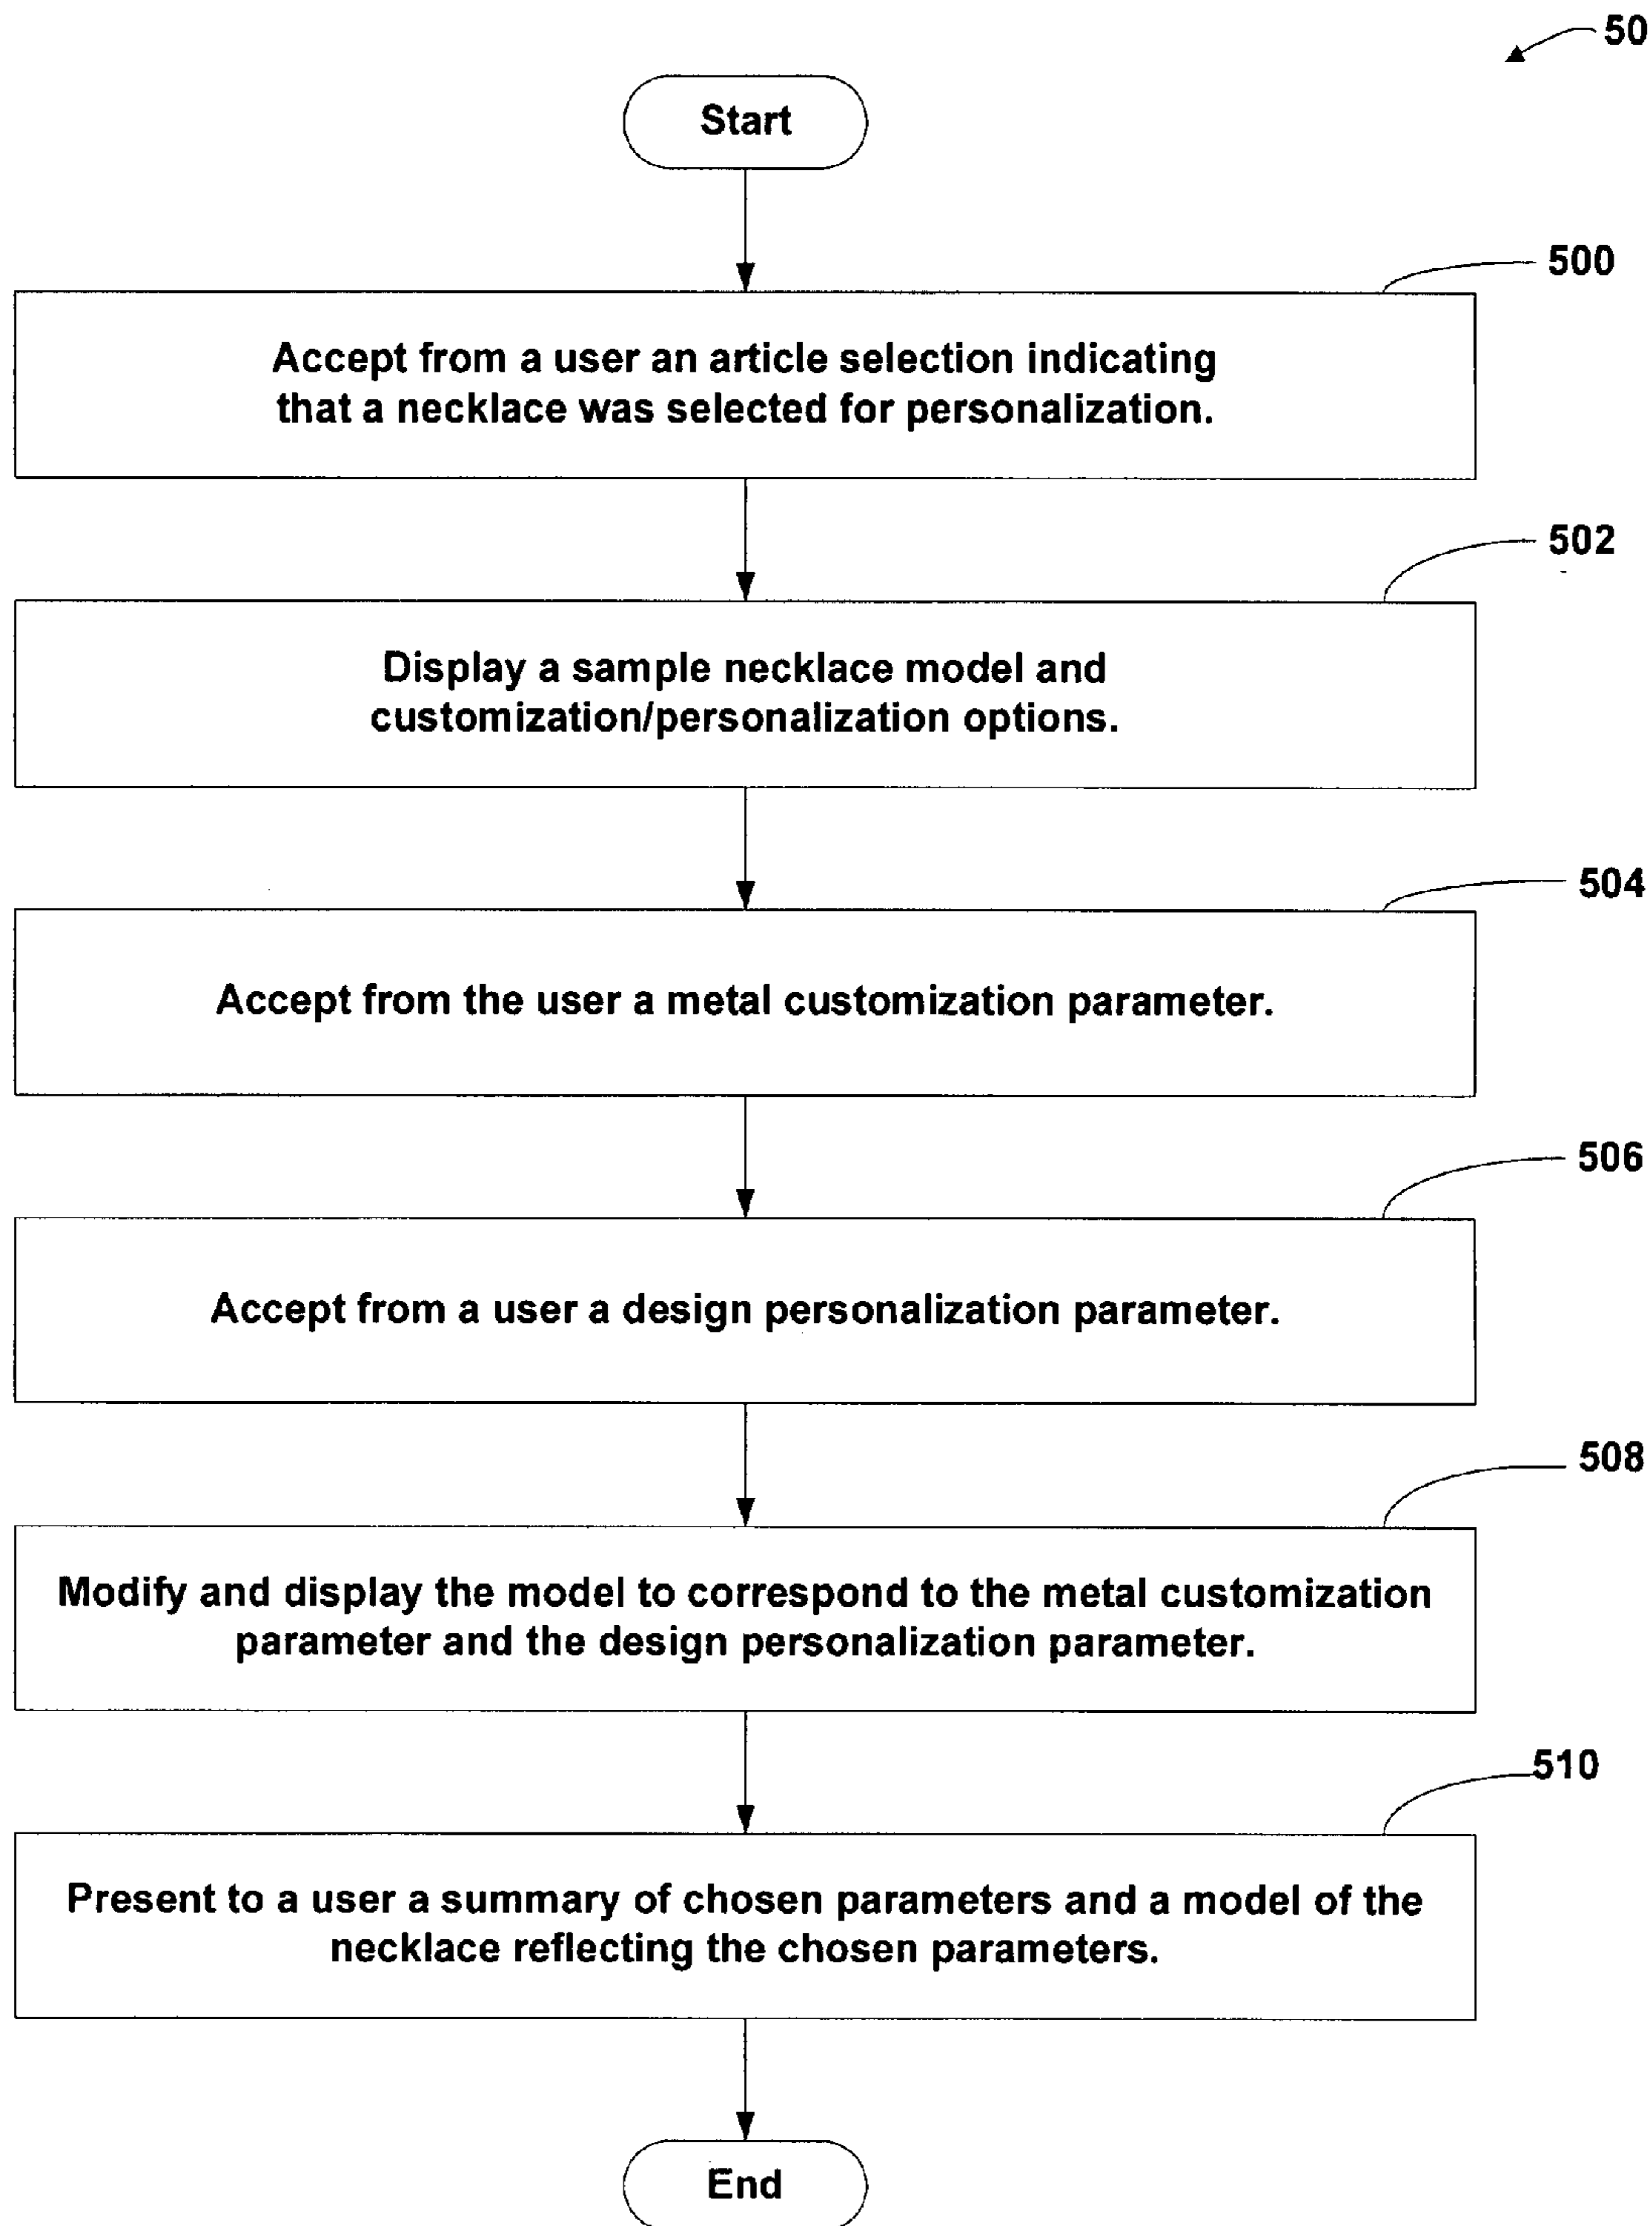 50
Start
500
Accept from a user an article selection indicating
that a necklace was selected for personalization.
502
Display a sample necklace model and
customization/personalization options.
504
Accept from the user a metal customization parameter.
506
Accept from a user a design personalization parameter.
508
Modify and display the model to correspond to the metal customization
parameter and the design personalization parameter.
510
Present to a user a summary of chosen parameters and a model of the
necklace reflecting the chosen parameters.
End